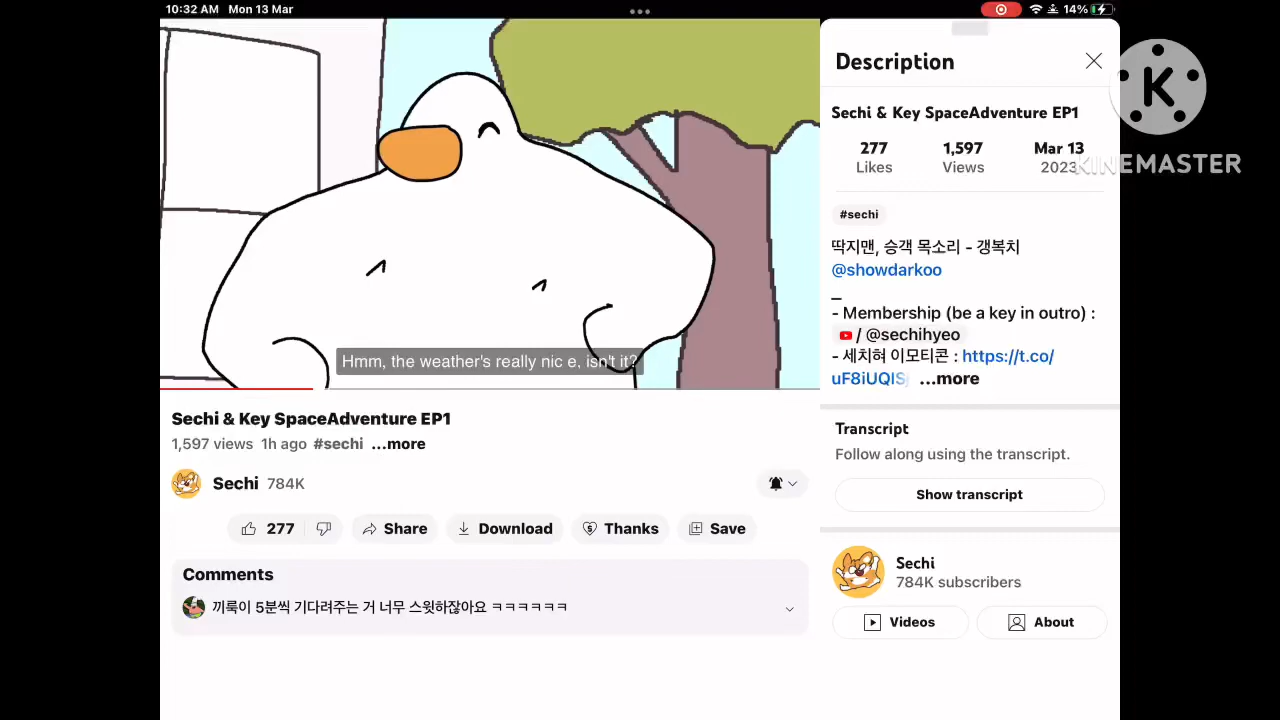 10:32 AM Mon 13 Mar
14%
Hmm, the weather's really nic e, isn't it?
Sechi & Key SpaceAdventure EP1
1,597 views 1h ago #sechi ...more
Sechi 784K
277
Share
Download
Thanks
Save
Comments
끼룩이 5분씩 기다려주는 거 너무 스윗하잖아요 ㅋㅋㅋㅋㅋㅋ
Description
Sechi & Key SpaceAdventure EP1
277 1,597 Mar 13
Likes Views 2023
#sechi
딱지맨, 승객 목소리 - 갱복치
@showdarkoo
_
- Membership (be a key in outro) :
/ @sechihyeo
- 세치혀 이모티콘 : https://t.co/
uF8iUQIS ...more
Transcript
Follow along using the transcript.
Show transcript
Sechi
784K subscribers
Videos
About
K
KINEMASTER